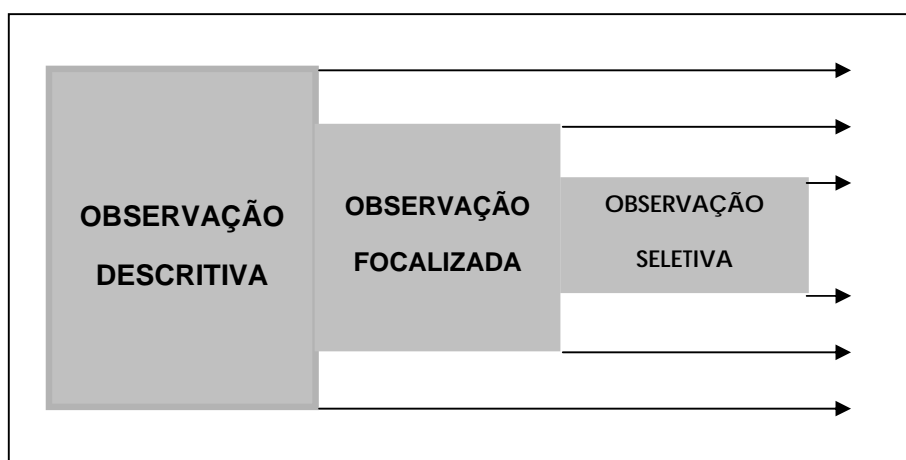 OBSERVAÇÃO
DESCRITIVA
OBSERVAÇÃO
FOCALIZADA
OBSERVAÇÃO
SELETIVA